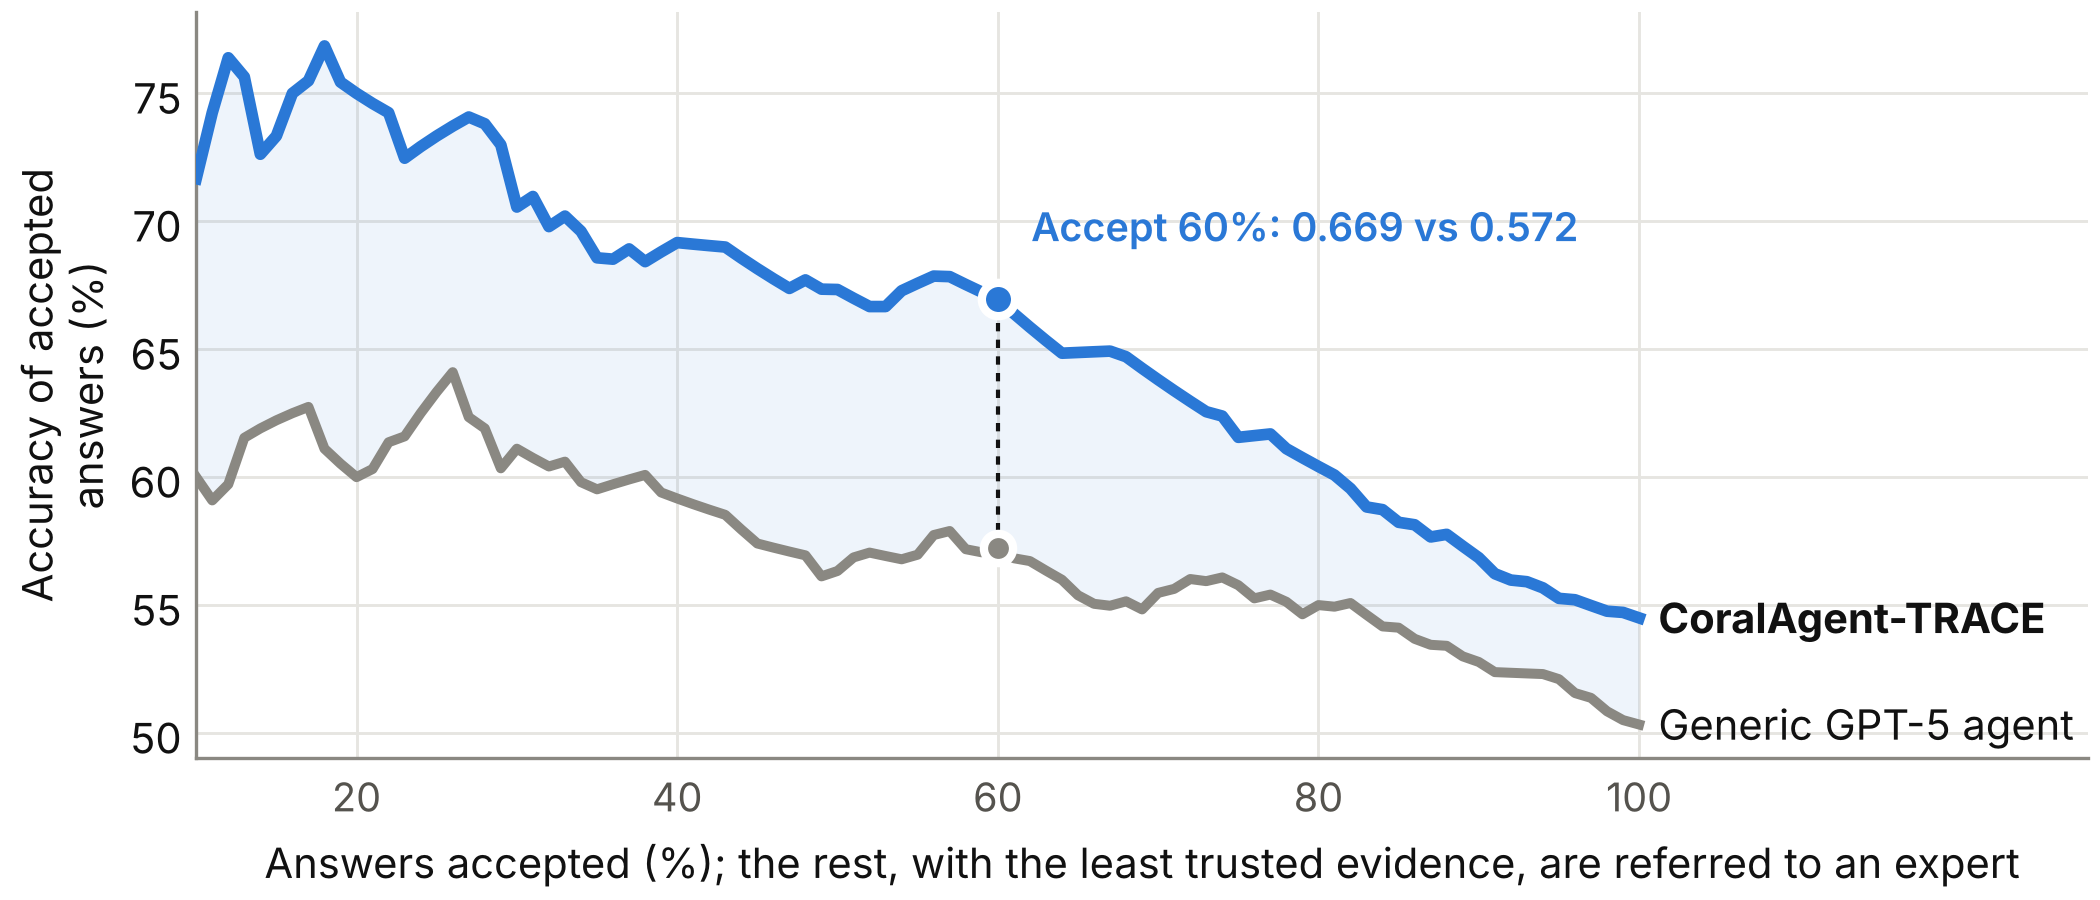 Accuracy of accepted
answers (%)
75
70
65
60
55
50
Accept 60%: 0.669 vs 0.572
CoralAgent-TRACE
Generic GPT-5 agent
20
40
60
80
100
Answers accepted (%); the rest, with the least trusted evidence, are referred to an expert